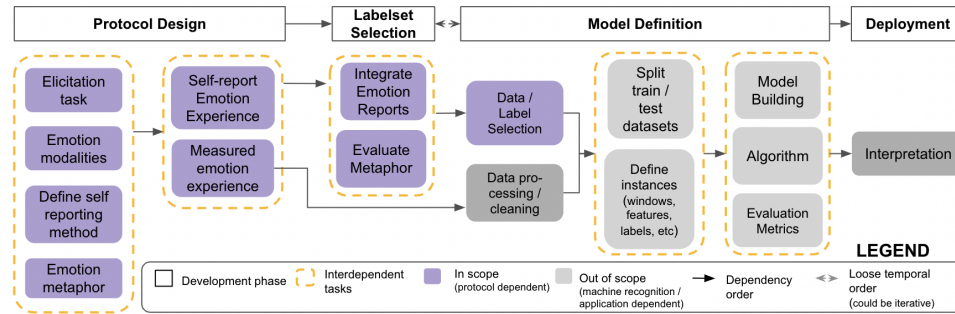 Protocol Design
Labelset
Selection
Model Definition
Deployment
Elicitation
task
Emotion
modalities
Define self
reporting
method
Emotion
metaphor
Self-report
Emotion
Experience
Measured
emotion
experience
Integrate
Emotion
Reports
Evaluate
Metaphor
Data /
Label
Selection
Data pro-
cessing /
cleaning
Split
train /
test
datasets
Define
instances
(windows,
features,
labels, etc)
Model
Building
Algorithm
Evaluation
Metrics
Interpretation
LEGEND
Development phase
Interdependent
tasks
In scope
(protocol dependent)
Out of scope
(machine recognition /
application dependent)
Dependency
order
Loose temporal
order
(could be iterative)